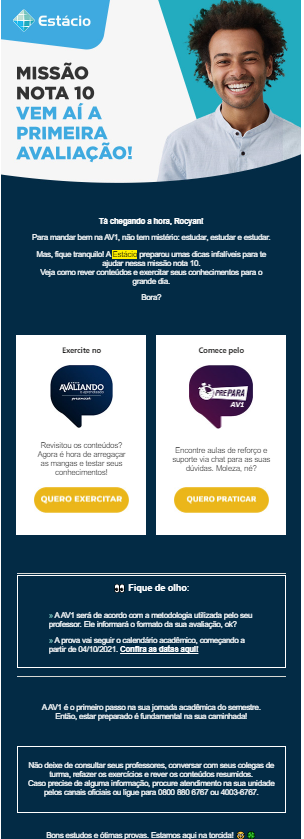 Estácio
MISSÃO
NOTA 10
VEM AÍ A
PRIMEIRA
AVALIAÇÃO!
Tá chegando a hora, Rocyan!
Para mandar bem na AV1, não tem mistério: estudar, estudar e estudar.
Mas, fique tranquilo! A Estácio preparou umas dicas infalíveis para te
ajudar nessa missão nota 10.
Veja como rever conteúdos e exercitar seus conhecimentos para o
grande dia.
Bora?
Exercite no
AVALIANDO
Revisitou os conteúdos?
Agora é hora de arregaçar
as mangas e testar seus
conhecimentos!
QUERO EXERCITAR
Comece pelo
PREPARA
AV1
Encontre aulas de reforço e
suporte via chat para as suas
dúvidas. Moleza, né?
QUERO PRATICAR
Fique de olho:
» A AV1 será de acordo com a metodologia utilizada pelo seu
professor. Ele informará o formato da sua avaliação, ok?
» A prova vai seguir o calendário acadêmico, começando a
partir de 04/10/2021. Confira as datas aqui!
A AV1 é o primeiro passo na sua jornada acadêmica do semestre.
Então, estar preparado é fundamental na sua caminhada!
Não deixe de consultar seus professores, conversar com seus colegas de
turma, refazer os exercícios e rever os conteúdos resumidos.
Caso precise de alguma informação, procure atendimento na sua unidade
pelos canais oficiais ou ligue para 0800 880 6767 ou 4003-6767.
Bons estudos e ótimas provas. Estamos aqui na torcida!